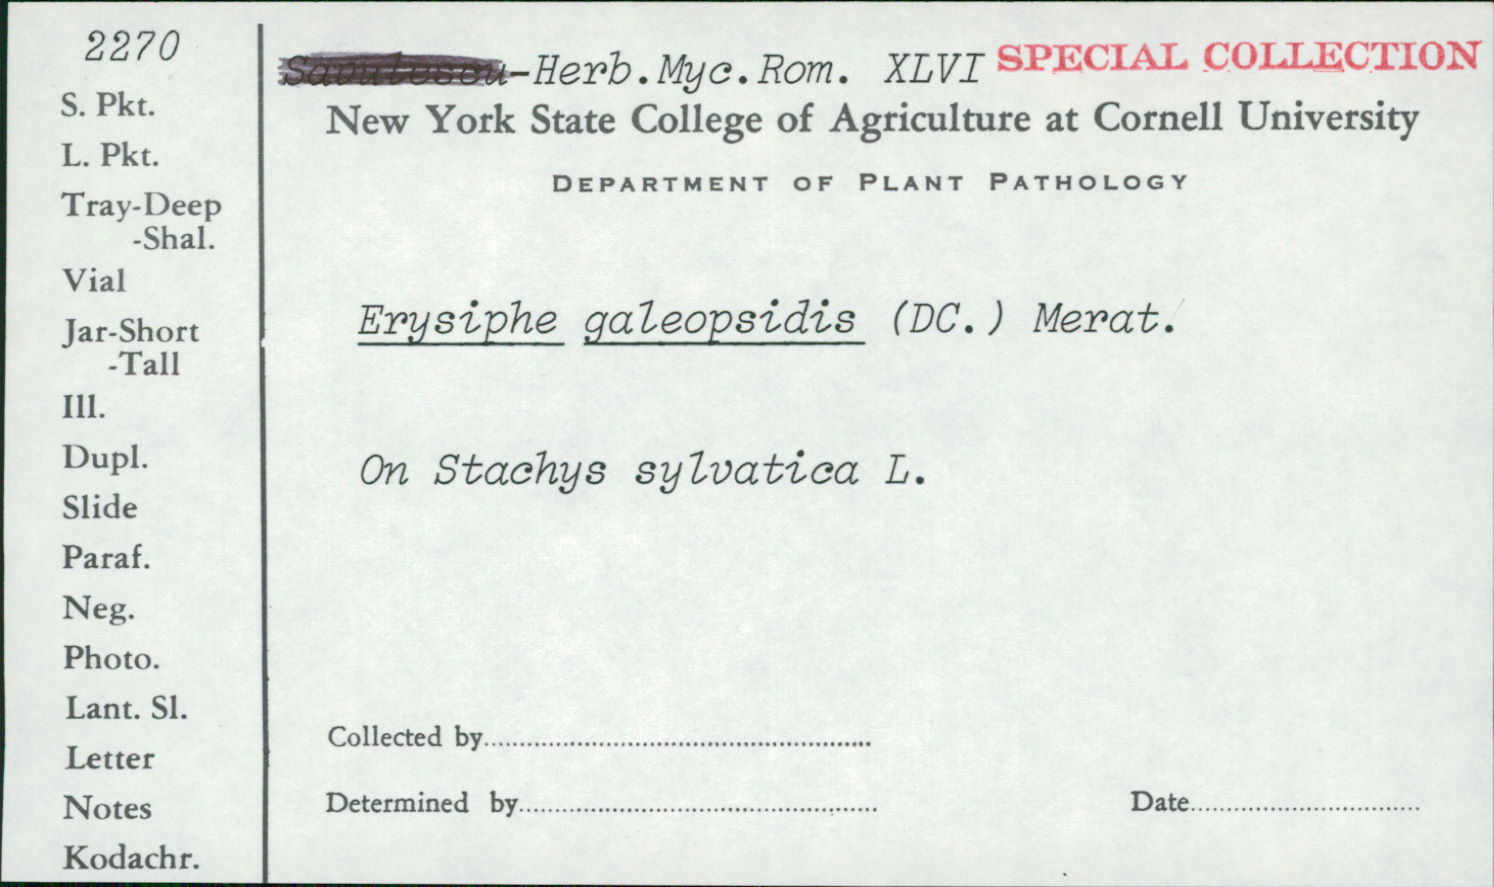 2270
Savulescu-Herb.Myc.Rom. XLVI SPECIAL COLLECTION
New York State College of Agriculture at Cornell University
DEPARTMENT OF PLANT PATHOLOGY
S. Pkt.
L. Pkt.
Tray-Deep
-Shal.
Vial
Jar-Short
-Tall
Ill.
Dupl.
Slide
Paraf.
Neg.
Photo.
Lant. Sl.
Letter
Notes
Kodachr.
Erysiphe galeopsidis (DC.) Merat.
On Stachys sylvatica L.
Collected by
Determined by
Date